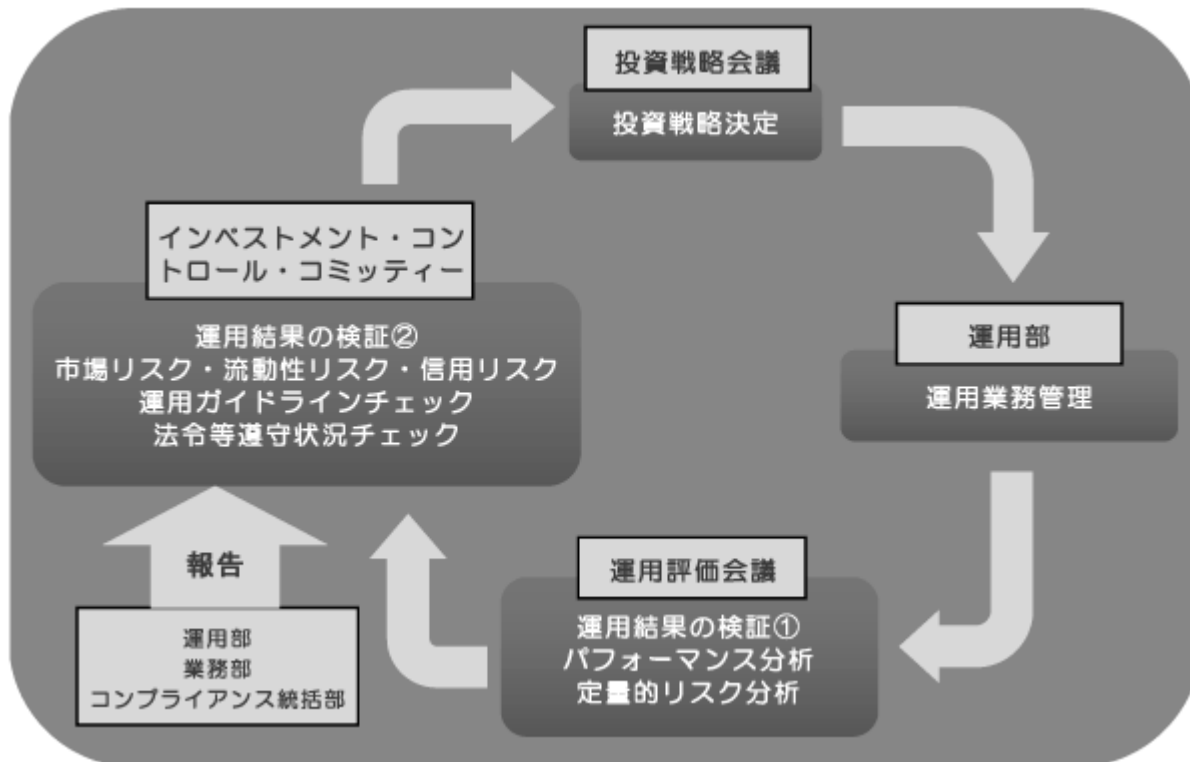 投資戦略会議
投資戦略決定
運用部
運用業務管理
運用評価会議
運用結果の検証①
パフォーマンス分析
定量的リスク分析
インベストメント・コン
トロール・コミッティー
運用結果の検証②
市場リスク・流動性リスク・信用リスク
運用ガイドラインチェック
法令等遵守状況チェック
報告
運用部
業務部
コンプライアンス統括部